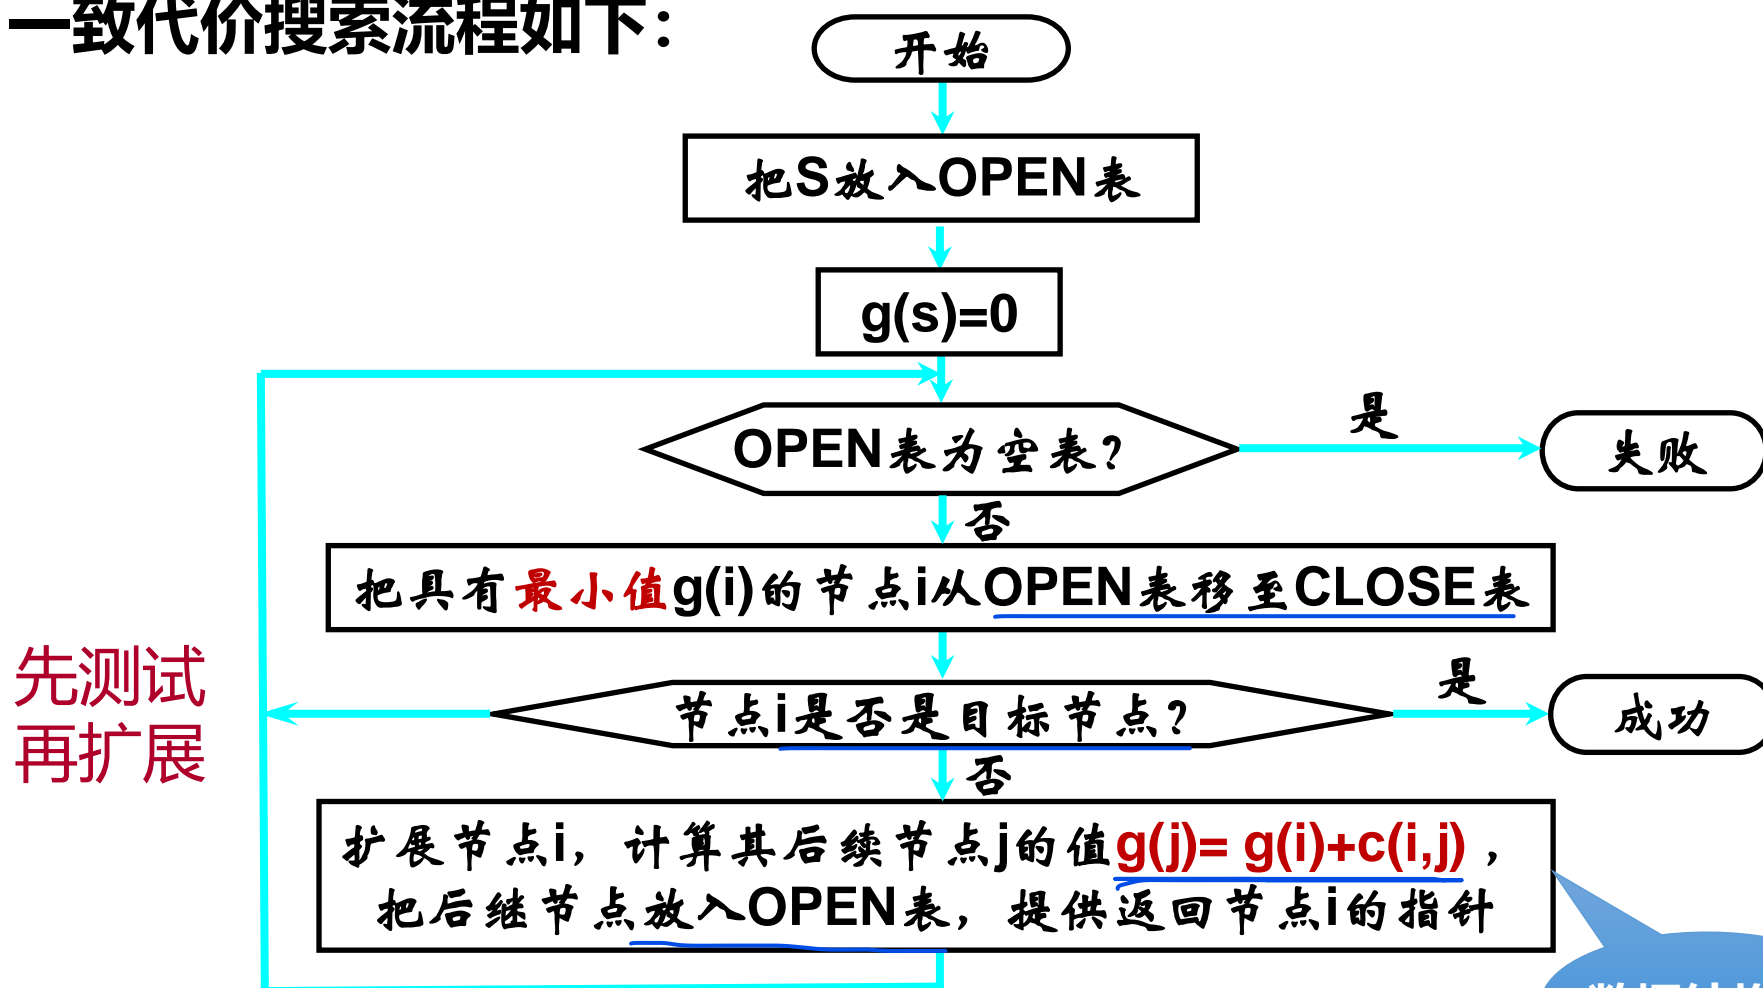 一致代价搜索流程如下：
开始
把S放入OPEN表
g(s)=0
OPEN表为空表?
是
失败
否
把具有最小值g(i)的节点i从OPEN表移至CLOSE表
先测试
再扩展
节点i是否是目标节点?
是
成功
否
扩展节点i，计算其后续节点j的值g(j)= g(i)+c(i,j)，
把后继节点放入OPEN表，提供返回节点i的指针